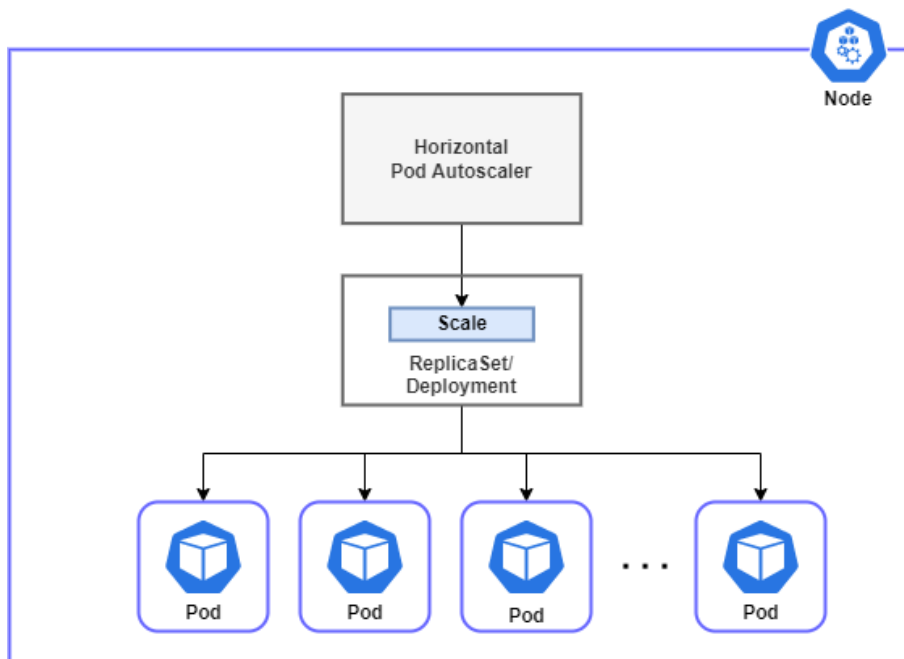 Node
Horizontal
Pod Autoscaler
Scale
ReplicaSet/
Deployment
Pod
Pod
Pod
. . .
Pod